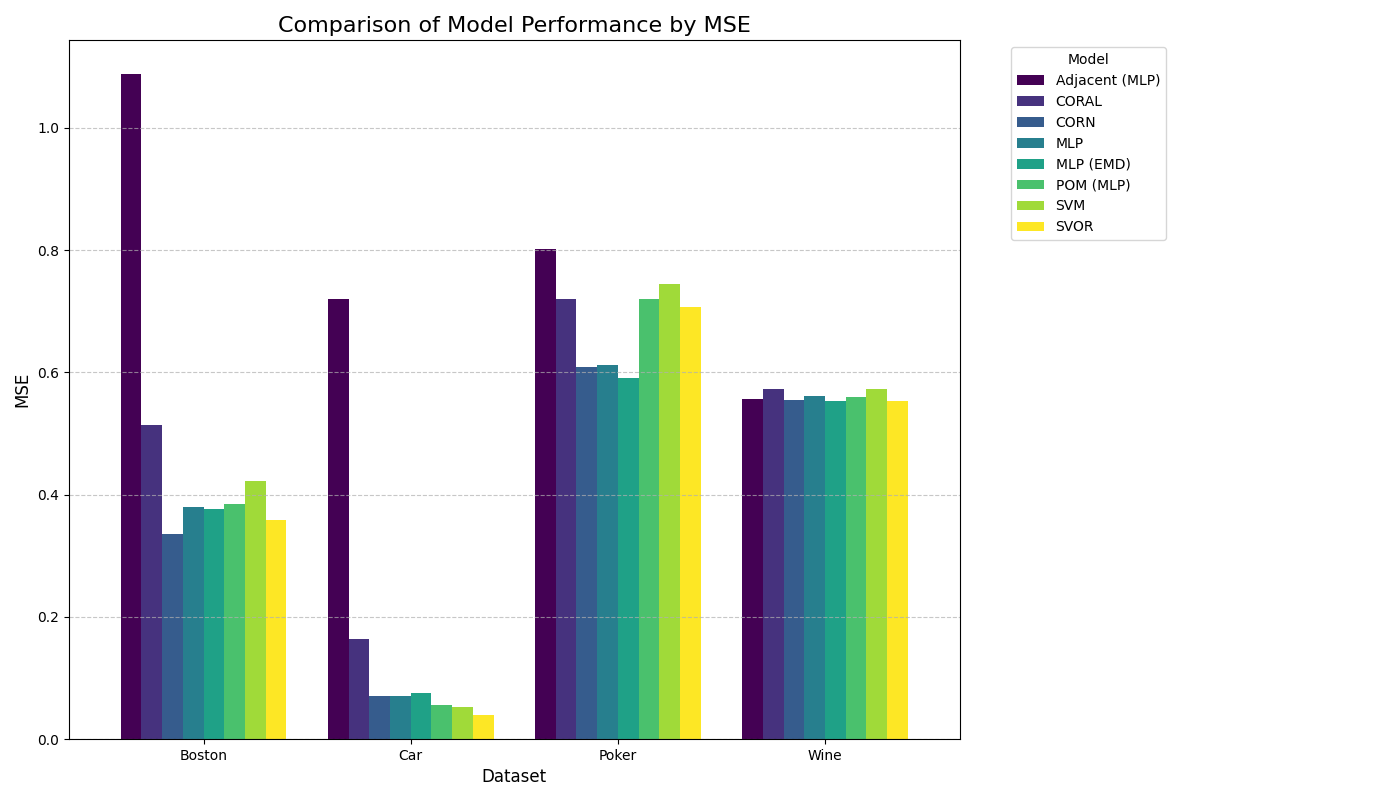 Comparison of Model Performance by MSE
Model
Adjacent (MLP)
CORAL
CORN
MLP
MLP (EMD)
POM (MLP)
SVM
SVOR
MSE
1.0
0.8
0.6
0.4
0.2
0.0
Boston
Car
Poker
Wine
Dataset